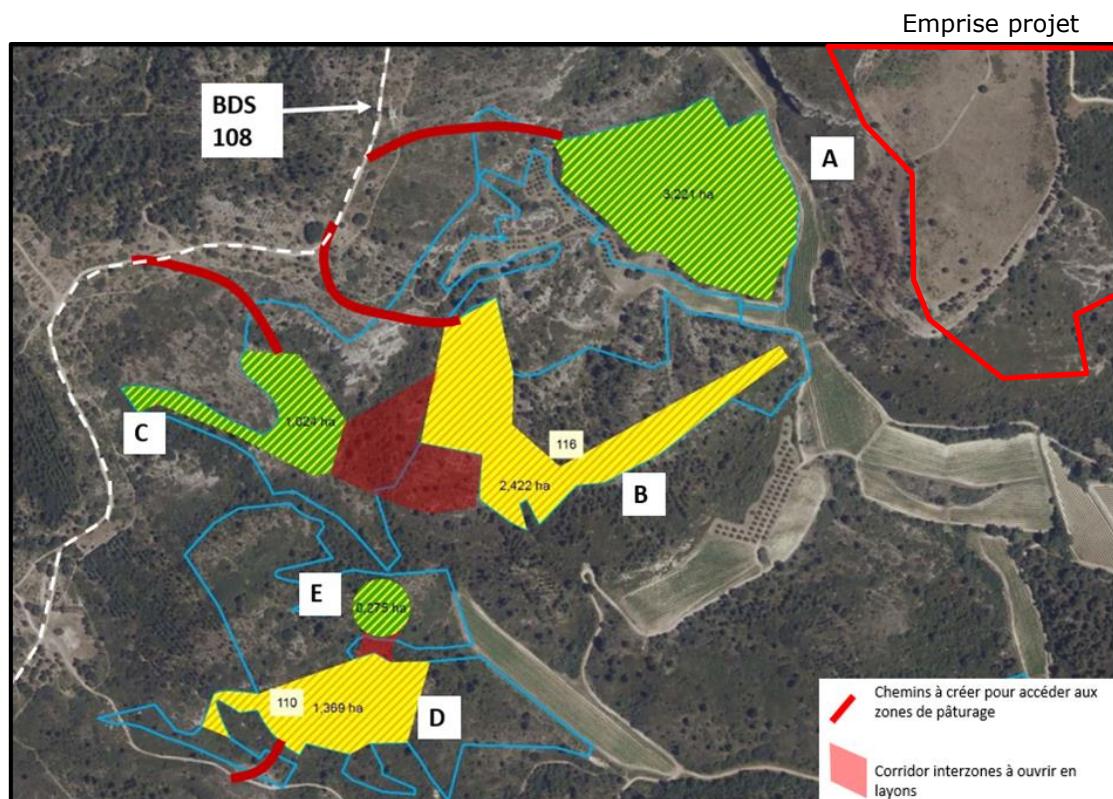 Emprise projet
BDS
108
A
3,221 ha
C
1,024 ha
116
2,422 ha
B
E
0,275 ha
110
1,369 ha
D
Chemins à créer pour accéder aux
zones de pâturage
Corridor interzones à ouvrir en
layons